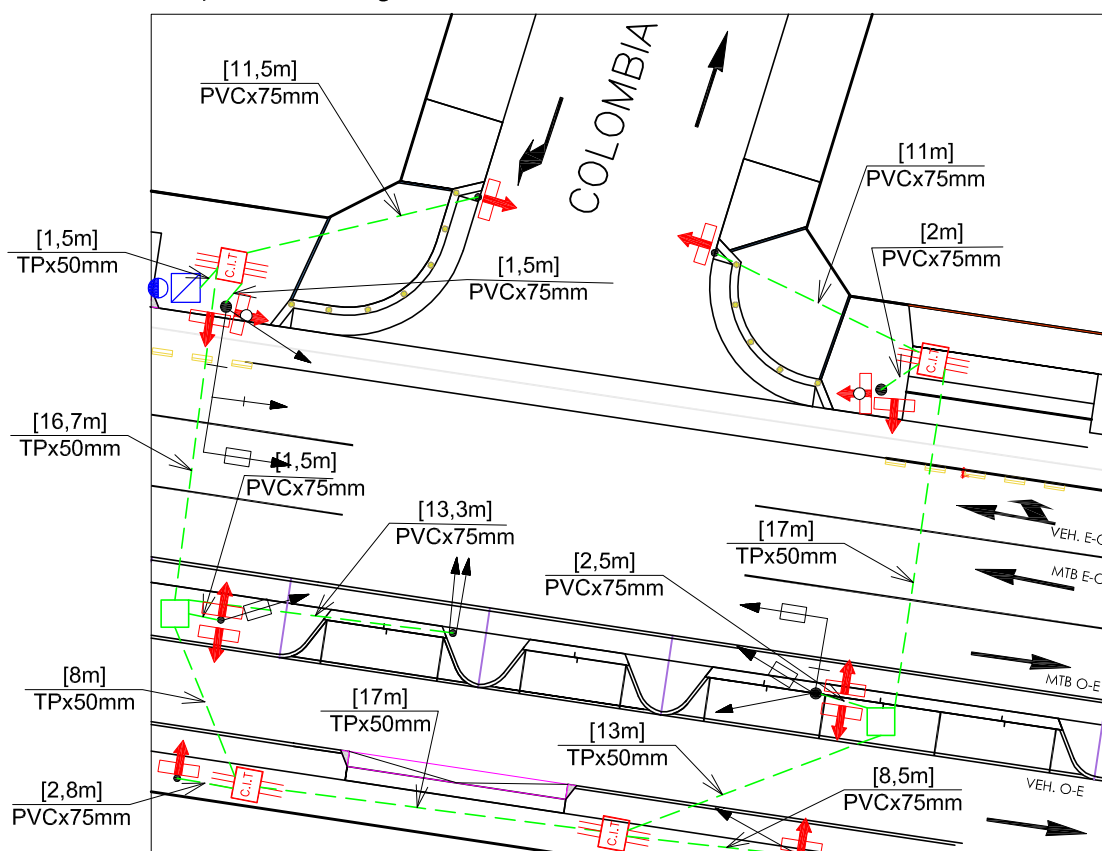 [11,5m]
PVCx75mm
COLOMBIA
[11m]
PVCx75mm
[1,5m]
TPx50mm
C.I.T
[2m]
PVCx75mm
[1,5m]
PVCx75mm
C.I.T
[16,7m]
TPx50mm
[1,5m]
PVCx75mm
[13,3m]
PVCx75mm
[17m]
TPx50mm
VEH. E-O
MTB E-O
[2,5m]
PVCx75mm
[8m]
TPx50mm
[17m]
TPx50mm
[13m]
TPx50mm
MTB O-E
[8,5m]
PVCx75mm
VEH. O-E
[2,8m]
PVCx75mm
C.I.T
C.I.T